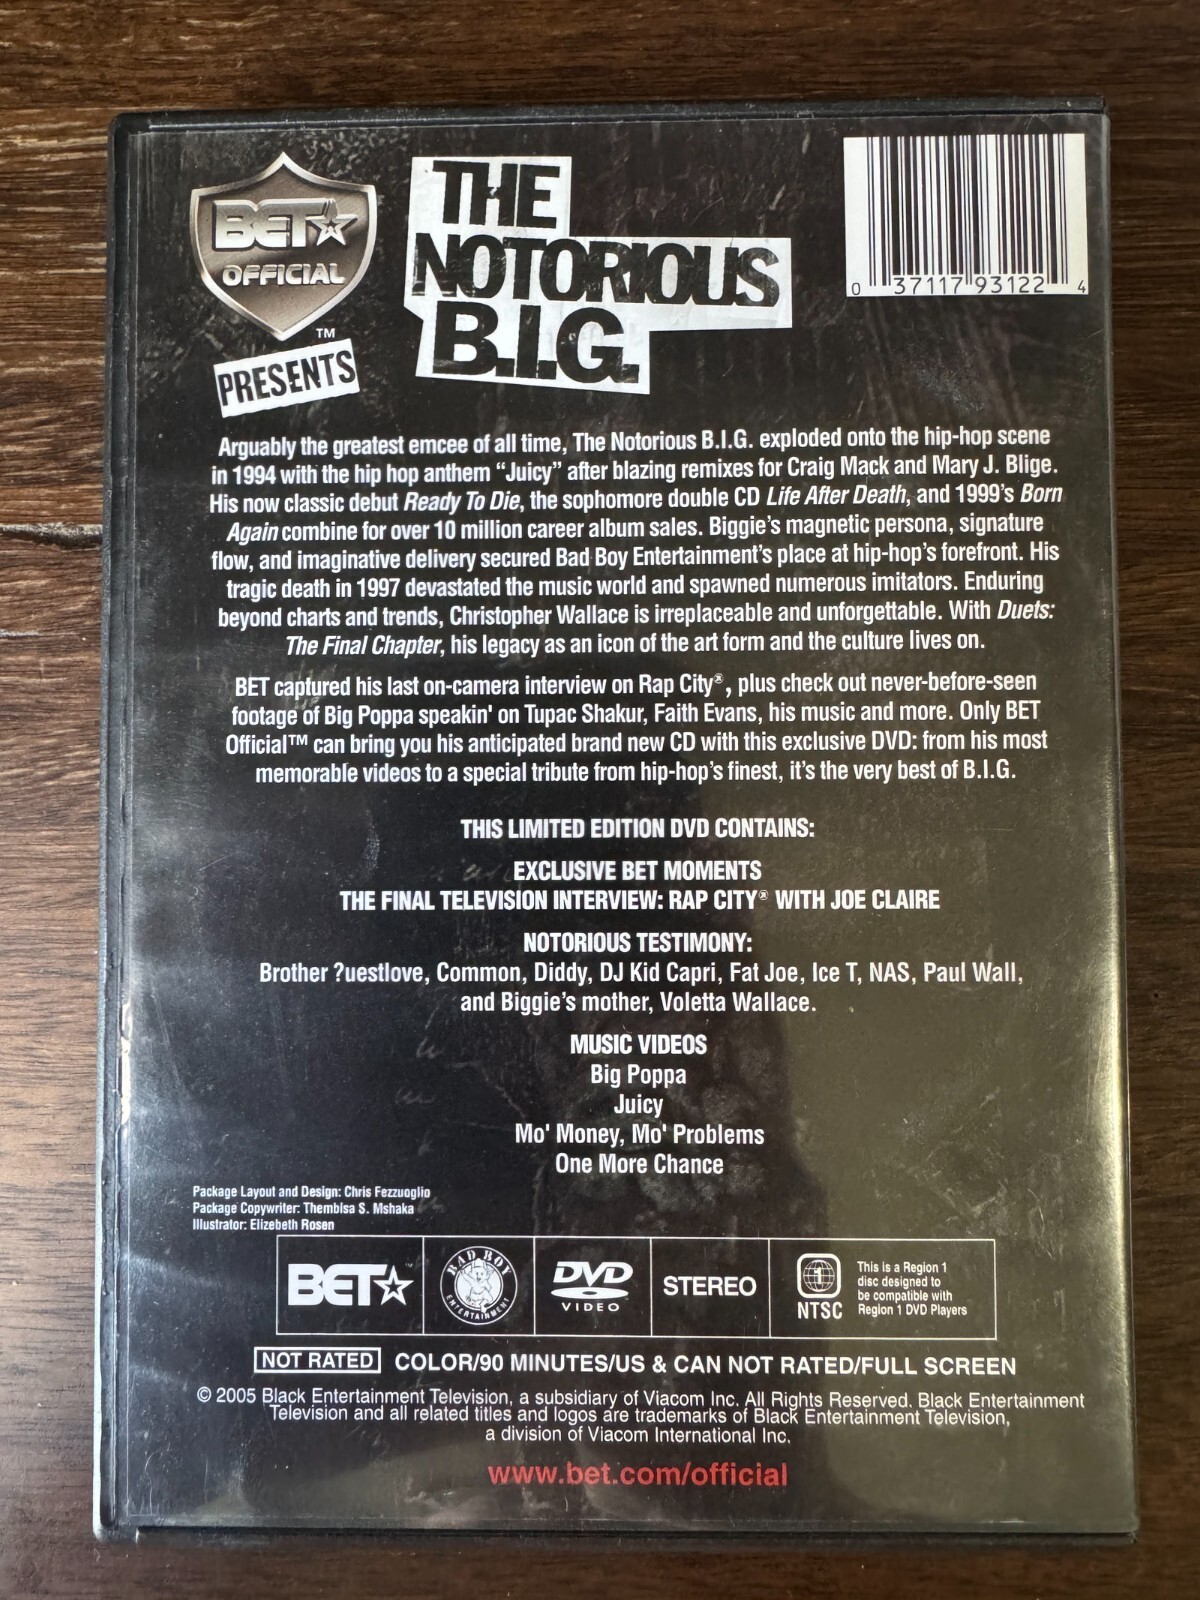 BET★
OFFICIAL
™
PRESENTS
THE
NOTORIOUS
B.I.G.
0 37117 93122 4
Arguably the greatest emcee of all time, The Notorious B.I.G. exploded onto the hip-hop scene
in 1994 with the hip hop anthem “Juicy” after blazing remixes for Craig Mack and Mary J. Blige.
His now classic debut Ready To Die, the sophomore double CD Life After Death, and 1999’s Born
Again combine for over 10 million career album sales. Biggie’s magnetic persona, signature
flow, and imaginative delivery secured Bad Boy Entertainment’s place at hip-hop’s forefront. His
tragic death in 1997 devastated the music world and spawned numerous imitators. Enduring
beyond charts and trends, Christopher Wallace is irreplaceable and unforgettable. With Duets:
The Final Chapter, his legacy as an icon of the art form and the culture lives on.
BET captured his last on-camera interview on Rap City®, plus check out never-before-seen
footage of Big Poppa speakin' on Tupac Shakur, Faith Evans, his music and more. Only BET
Official™ can bring you his anticipated brand new CD with this exclusive DVD: from his most
memorable videos to a special tribute from hip-hop’s finest, it’s the very best of B.I.G.
THIS LIMITED EDITION DVD CONTAINS:
EXCLUSIVE BET MOMENTS
THE FINAL TELEVISION INTERVIEW: RAP CITY® WITH JOE CLAIRE
NOTORIOUS TESTIMONY:
Brother ?uestlove, Common, Diddy, DJ Kid Capri, Fat Joe, Ice T, NAS, Paul Wall,
and Biggie’s mother, Voletta Wallace.
MUSIC VIDEOS
Big Poppa
Juicy
Mo' Money, Mo' Problems
One More Chance
Package Layout and Design: Chris Fezzuoglio
Package Copywriter: Thembisa S. Mshaka
Illustrator: Elizebeth Rosen
BET★™
BAD BOY
ENTERTAINMENT
DVD
VIDEO
STEREO
1
NTSC
This is a Region 1
disc designed to
be compatible with
Region 1 DVD Players
NOT RATED COLOR/90 MINUTES/US & CAN NOT RATED/FULL SCREEN
© 2005 Black Entertainment Television, a subsidiary of Viacom Inc. All Rights Reserved. Black Entertainment
Television and all related titles and logos are trademarks of Black Entertainment Television,
a division of Viacom International Inc.
www.bet.com/official